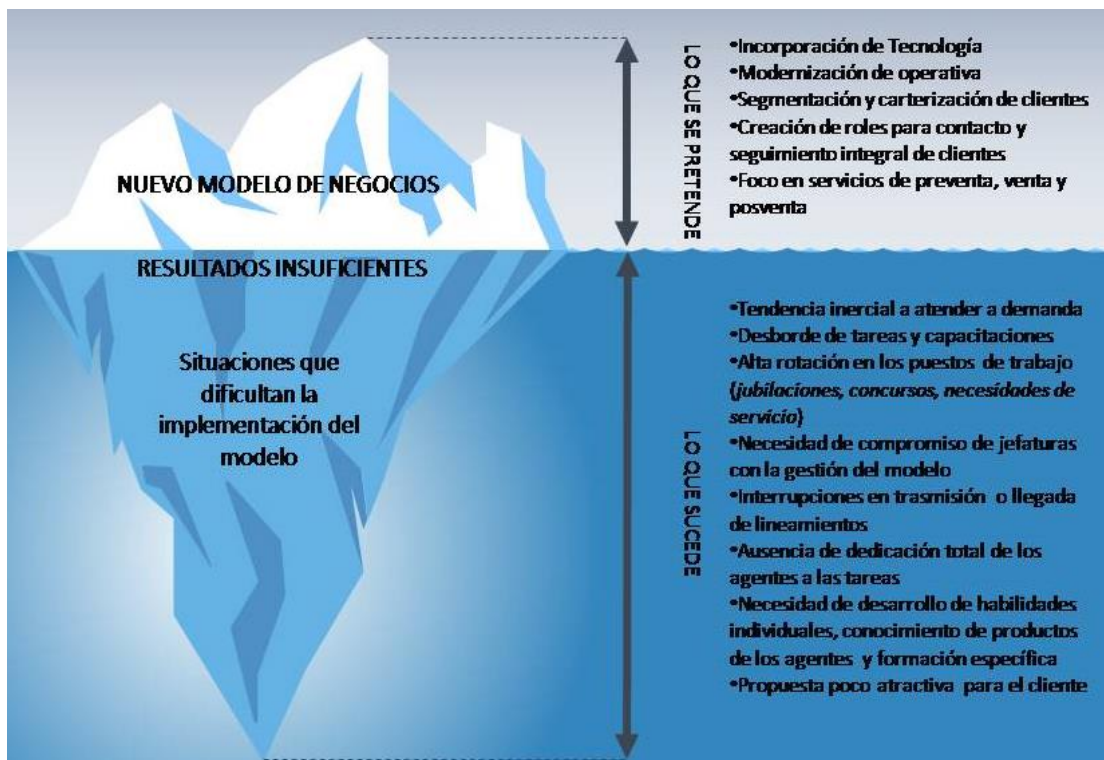 NUEVO MODELO DE NEGOCIOS
RESULTADOS INSUFICIENTES
Situaciones que
dificultan la
implementación del
modelo
LO QUE SE PRETENDE
•Incorporación de Tecnología
•Modernización de operativa
•Segmentación y carterización de clientes
•Creación de roles para contacto y
seguimiento integral de clientes
•Foco en servicios de preventa, venta y
posventa
LO QUE SUCEDE
•Tendencia inercial a atender a demanda
•Desborde de tareas y capacitaciones
•Alta rotación en los puestos de trabajo
(jubilaciones, concursos, necesidades de
servicio)
•Necesidad de compromiso de jefaturas
con la gestión del modelo
•Interrupciones en trasmisión o llegada
de lineamientos
•Ausencia de dedicación total de los
agentes a las tareas
•Necesidad de desarrollo de habilidades
individuales, conocimiento de productos
de los agentes y formación específica
•Propuesta poco atractiva para el cliente